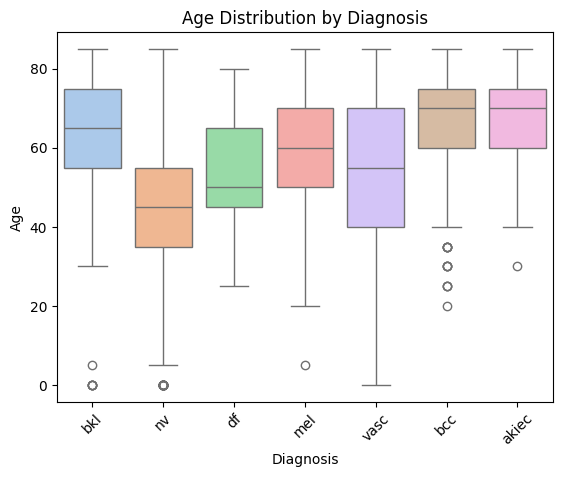 Age Distribution by Diagnosis
Age
80
60
40
20
0
bkl
nv
df
mel
vasc
bcc
akiec
Diagnosis